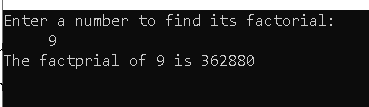 Enter a number to find its factorial:
9
The factprial of 9 is 362880